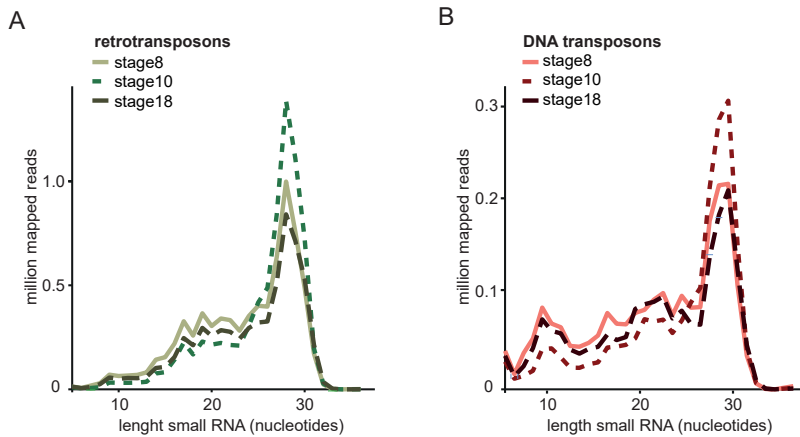 A
retrotransposons
stage8
stage10
stage18
million mapped reads
1.0
0.5
0
10
20
30
lenght small RNA (nucleotides)
B
DNA transposons
stage8
stage10
stage18
million mapped reads
0.3
0.2
0.1
0
10
20
30
length small RNA (nucleotides)